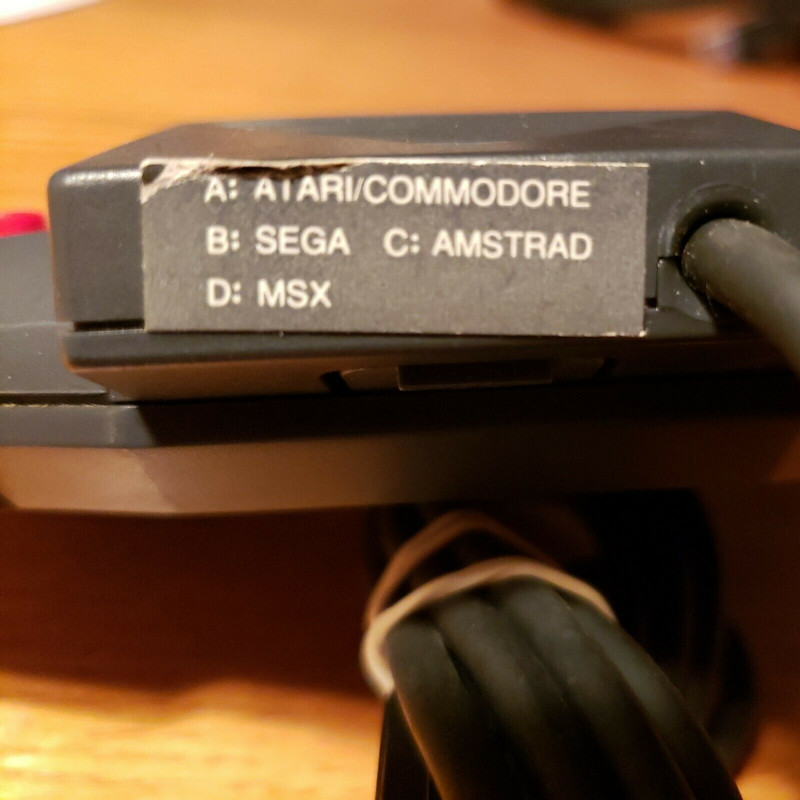 A: ATARI/COMMODORE
B: SEGA C: AMSTRAD
D: MSX